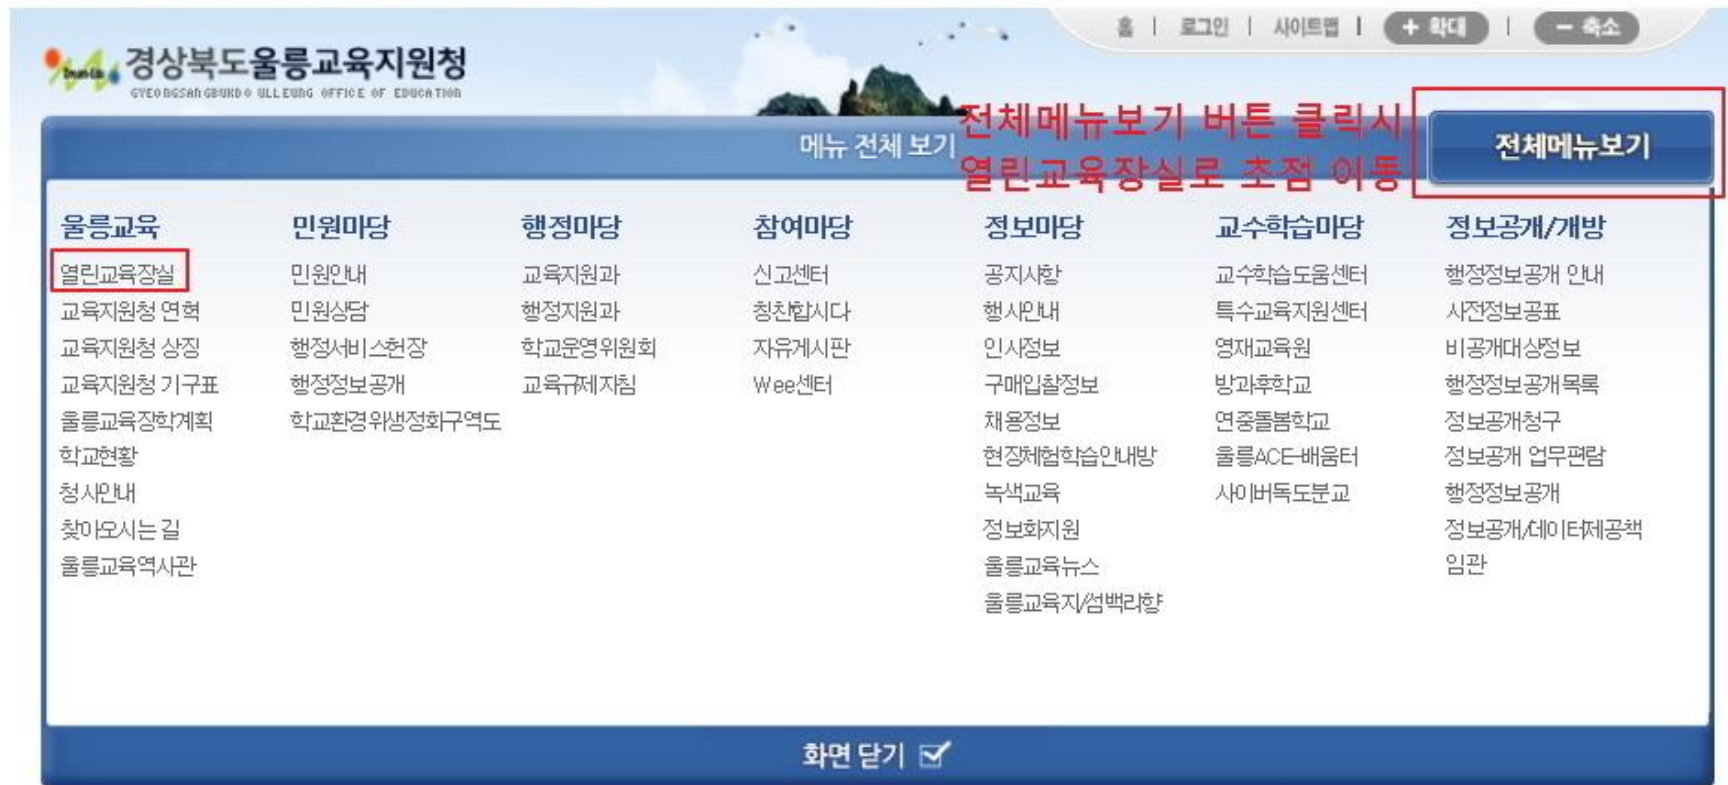 홈 | 로그인 | 사이트맵 | + 확대 | − 축소
경상북도울릉교육지원청
GYEONGSANGBUKDO ULLEUNG OFFICE OF EDUCATION
메뉴 전체 보기
전체메뉴보기 버튼 클릭시
열린교육장실로 초점 이동
전체메뉴보기
울릉교육
열린교육장실
교육지원청 연혁
교육지원청 상징
교육지원청 기구표
울릉교육장학계획
학교현황
청사안내
찾아오시는 길
울릉교육역사관
민원마당
민원안내
민원상담
행정서비스헌장
행정정보공개
학교환경위생정화구역도
행정마당
교육지원과
행정지원과
학교운영위원회
교육규제지침
참여마당
신고센터
칭찬합시다
자유게시판
Wee센터
정보마당
공지사항
행사안내
인사정보
구매입찰정보
채용정보
현장체험학습안내방
녹색교육
정보화지원
울릉교육뉴스
울릉교육지/섬백리향
교수학습마당
교수학습도움센터
특수교육지원센터
영재교육원
방과후학교
연중돌봄학교
울릉ACE-배움터
사이버독도분교
정보공개/개방
행정정보공개 안내
사전정보공표
비공개대상정보
행정정보공개목록
정보공개청구
정보공개 업무편람
행정정보공개
정보공개/데이터제공책
임관
화면 닫기